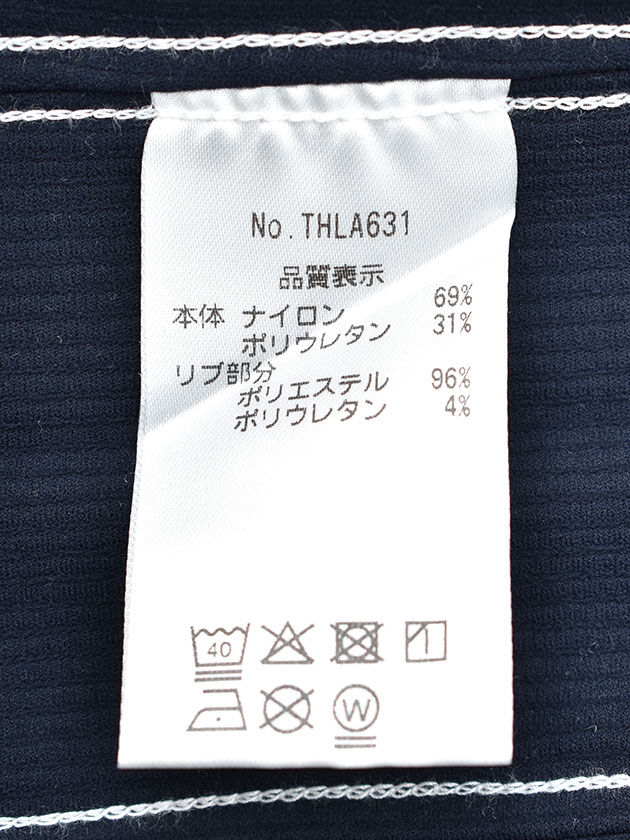 No.THLA631
品質表示
本体 ナイロン 69%
ポリウレタン 31%
リブ部分
ポリエステル 96%
ポリウレタン 4%
40
W